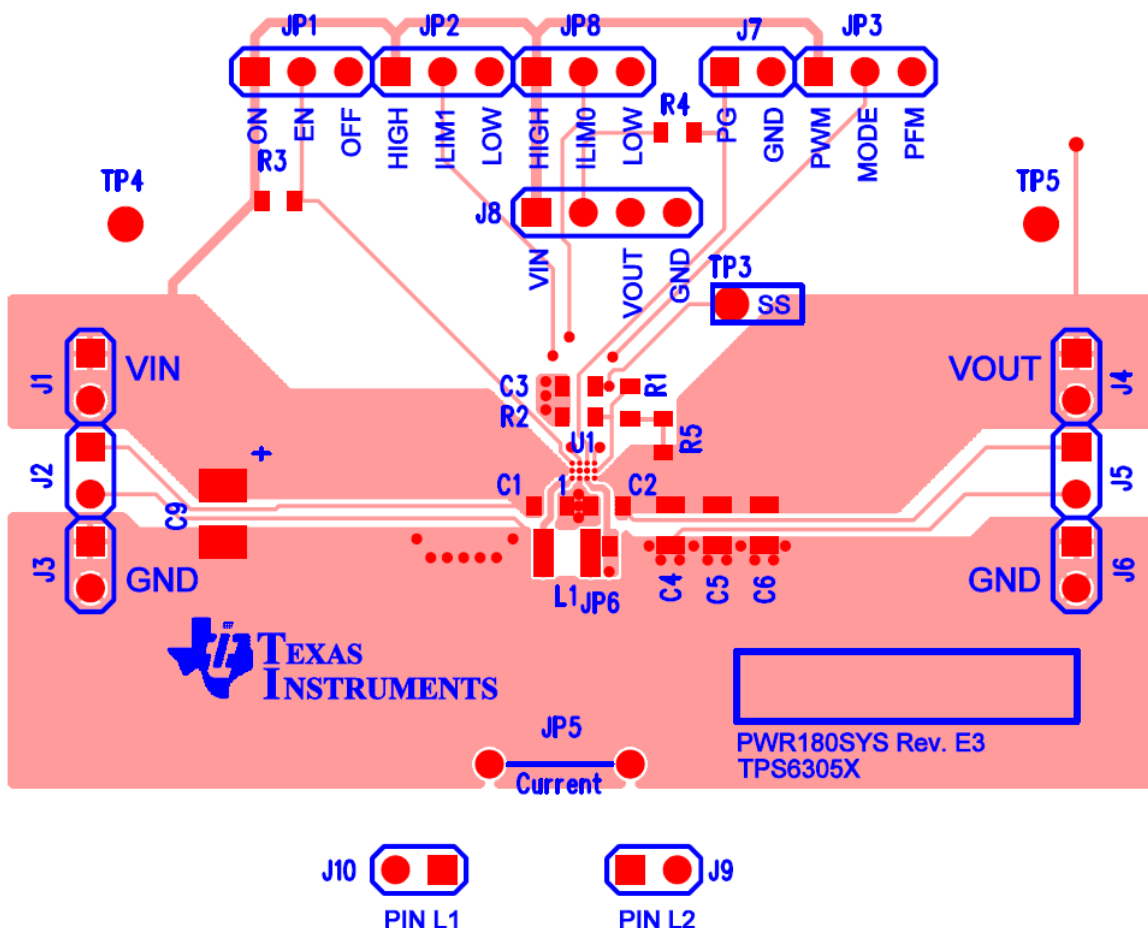 JP1
JP2
JP8
J7
JP3
ON
EN
OFF
HIGH
ILIM1
LOW
HIGH
ILIM0
LOW
R4
PG
GND
PWM
MODE
PFM
R3
TP4
TP5
J8
VIN
VOUT
GND
TP3
SS
J1
VIN
VOUT
J4
C3
R1
R2
U1
R5
J2
+
C9
C1
1
C2
J5
J3
GND
L1
JP6
C4
C5
C6
GND
J6
TEXAS
INSTRUMENTS
JP5
Current
PWR180SYS Rev. E3
TPS6305X
J10
J9
PIN L1
PIN L2